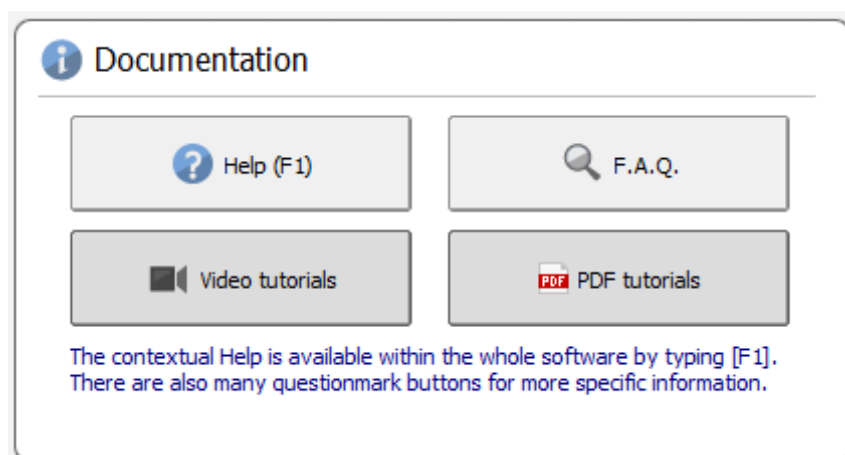 Documentation
Help (F1)
F.A.Q.
Video tutorials
PDF PDF tutorials
The contextual Help is available within the whole software by typing [F1].
There are also many questionmark buttons for more specific information.